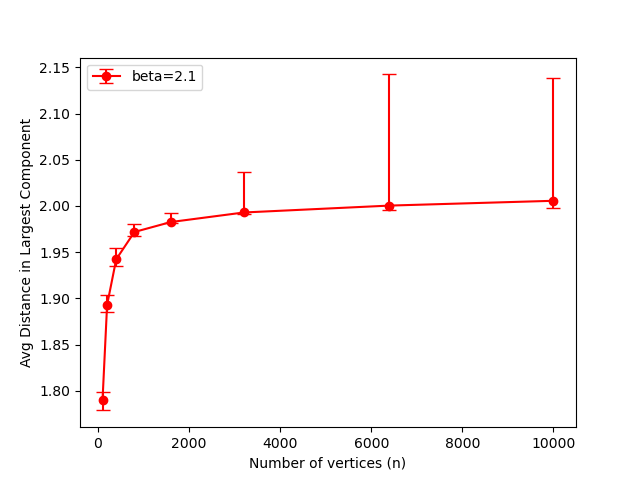 beta=2.1
Avg Distance in Largest Component
2.15
2.10
2.05
2.00
1.95
1.90
1.85
1.80
0 2000 4000 6000 8000 10000
Number of vertices (n)